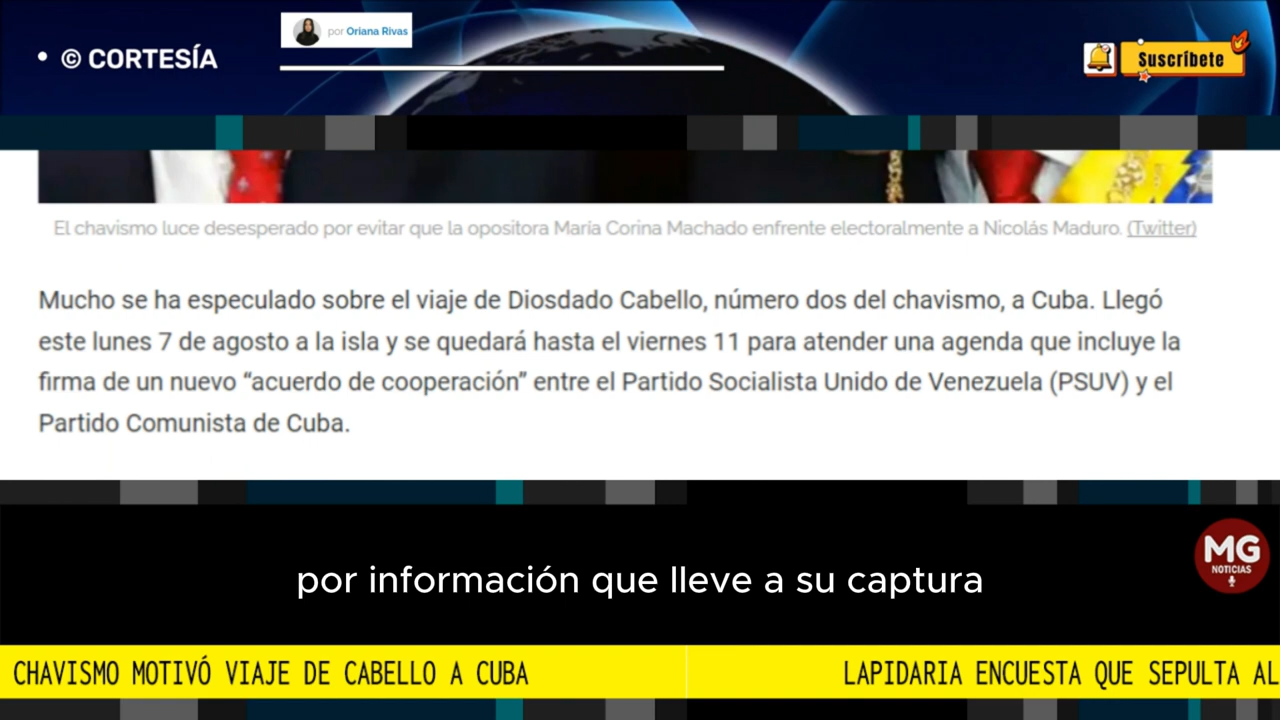 • © CORTESÍA
por Oriana Rivas
Suscríbete
El chavismo luce desesperado por evitar que la opositora María Corina Machado enfrente electoralmente a Nicolás Maduro. (Twitter)
Mucho se ha especulado sobre el viaje de Diosdado Cabello, número dos del chavismo, a Cuba. Llegó
este lunes 7 de agosto a la isla y se quedará hasta el viernes 11 para atender una agenda que incluye la
firma de un nuevo “acuerdo de cooperación” entre el Partido Socialista Unido de Venezuela (PSUV) y el
Partido Comunista de Cuba.
MG
NOTICIAS
por información que lleve a su captura
CHAVISMO MOTIVÓ VIAJE DE CABELLO A CUBA
LAPIDARIA ENCUESTA QUE SEPULTA AL